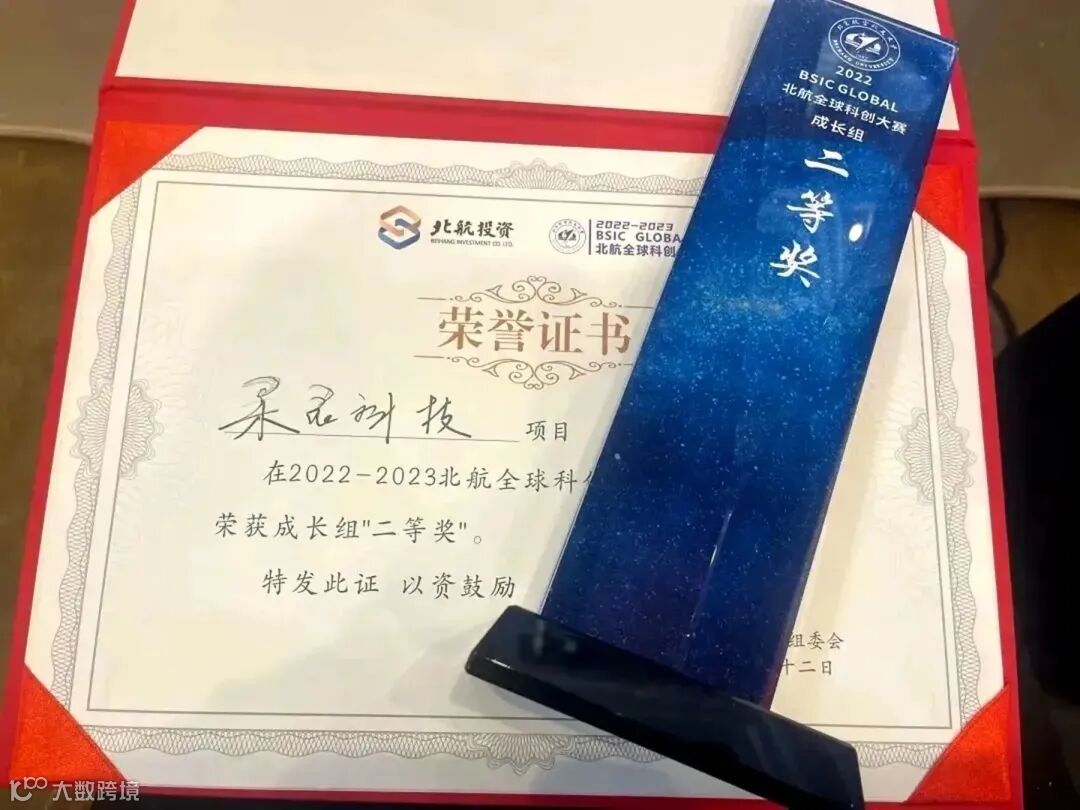 北航投资
BEIHANG INVESTMENT CO.LTD.
2022-2023
BSIC GLOBA
北航全球科创
荣誉证书
科技 项目
在2022-2023北航全球科
荣获成长组"二等奖"。
特发此证 以资鼓励
组委会
十二日
BEIHANG UNIVERSITY
2022
BSIC GLOBAL
北航全球科创大赛
成长组
二等奖
大数跨境